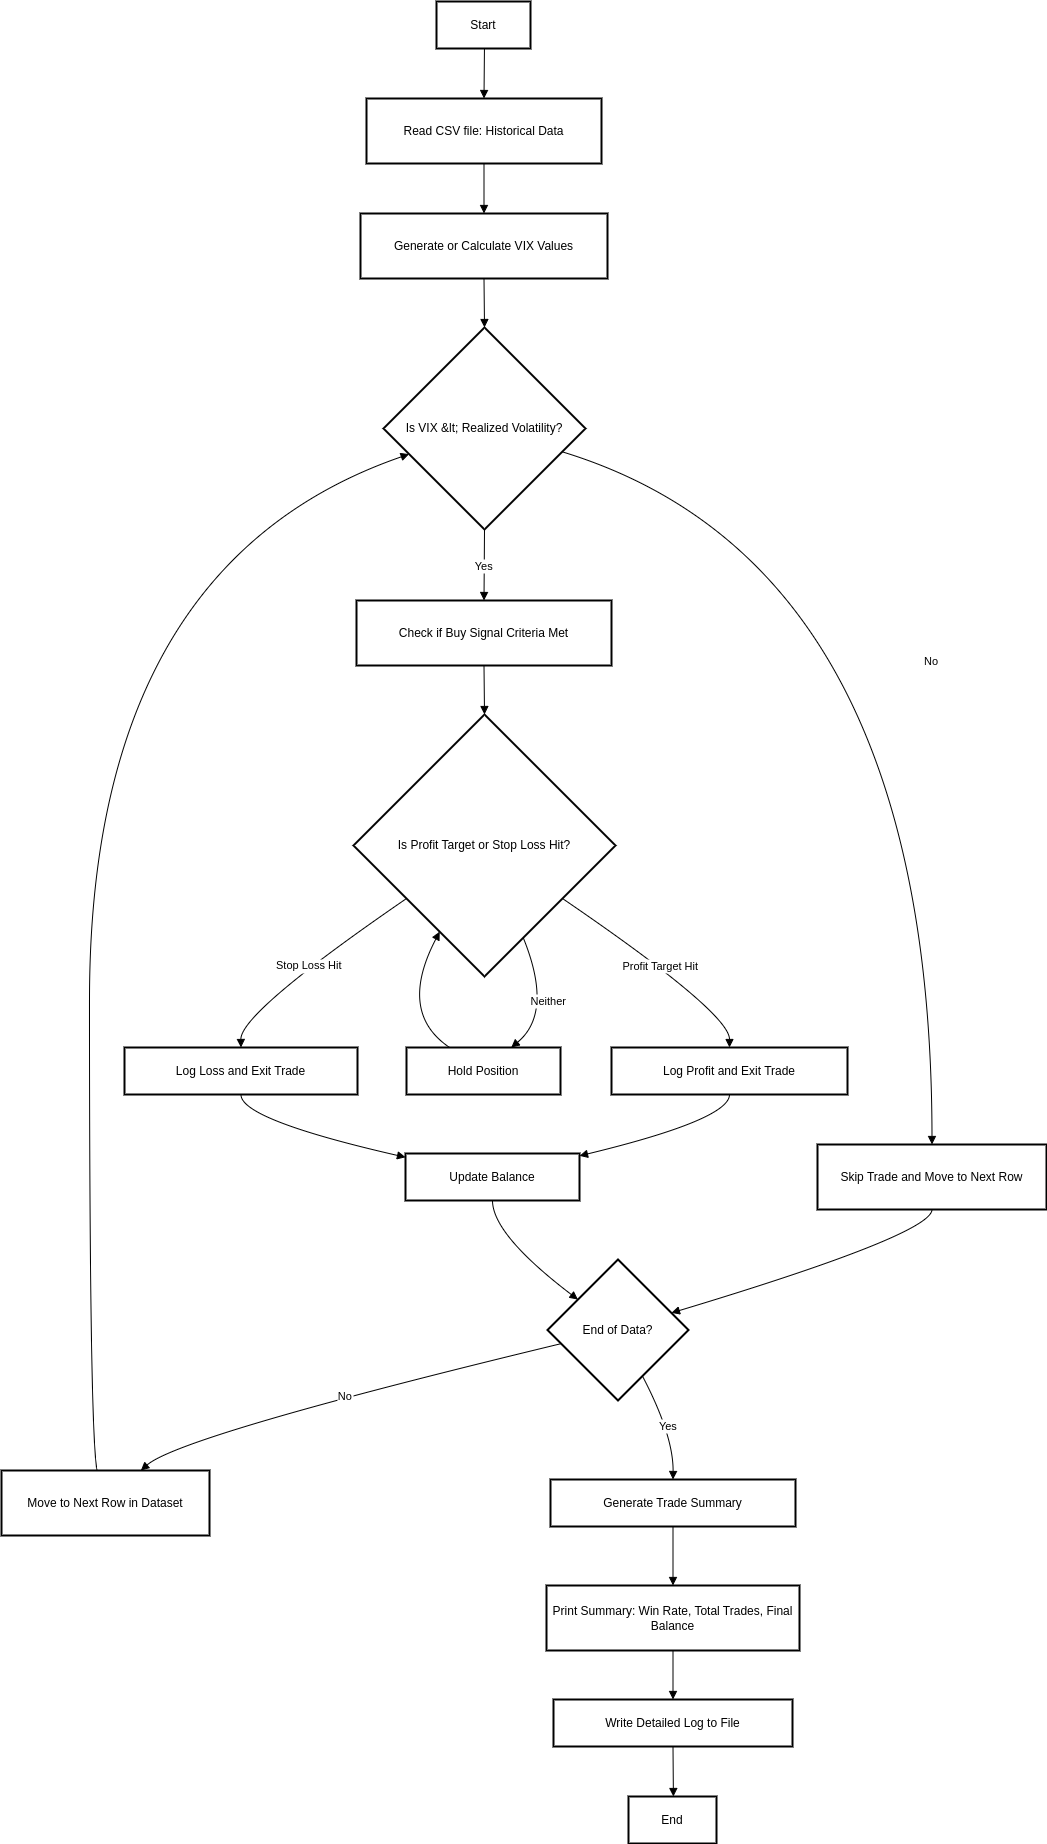 Start
Read CSV file: Historical Data
Generate or Calculate VIX Values
Is VIX &lt; Realized Volatility?
Yes
Check if Buy Signal Criteria Met
No
Is Profit Target or Stop Loss Hit?
Stop Loss Hit
Profit Target Hit
Neither
Log Loss and Exit Trade
Hold Position
Log Profit and Exit Trade
Update Balance
Skip Trade and Move to Next Row
End of Data?
No
Yes
Move to Next Row in Dataset
Generate Trade Summary
Print Summary: Win Rate, Total Trades, Final
Balance
Write Detailed Log to File
End